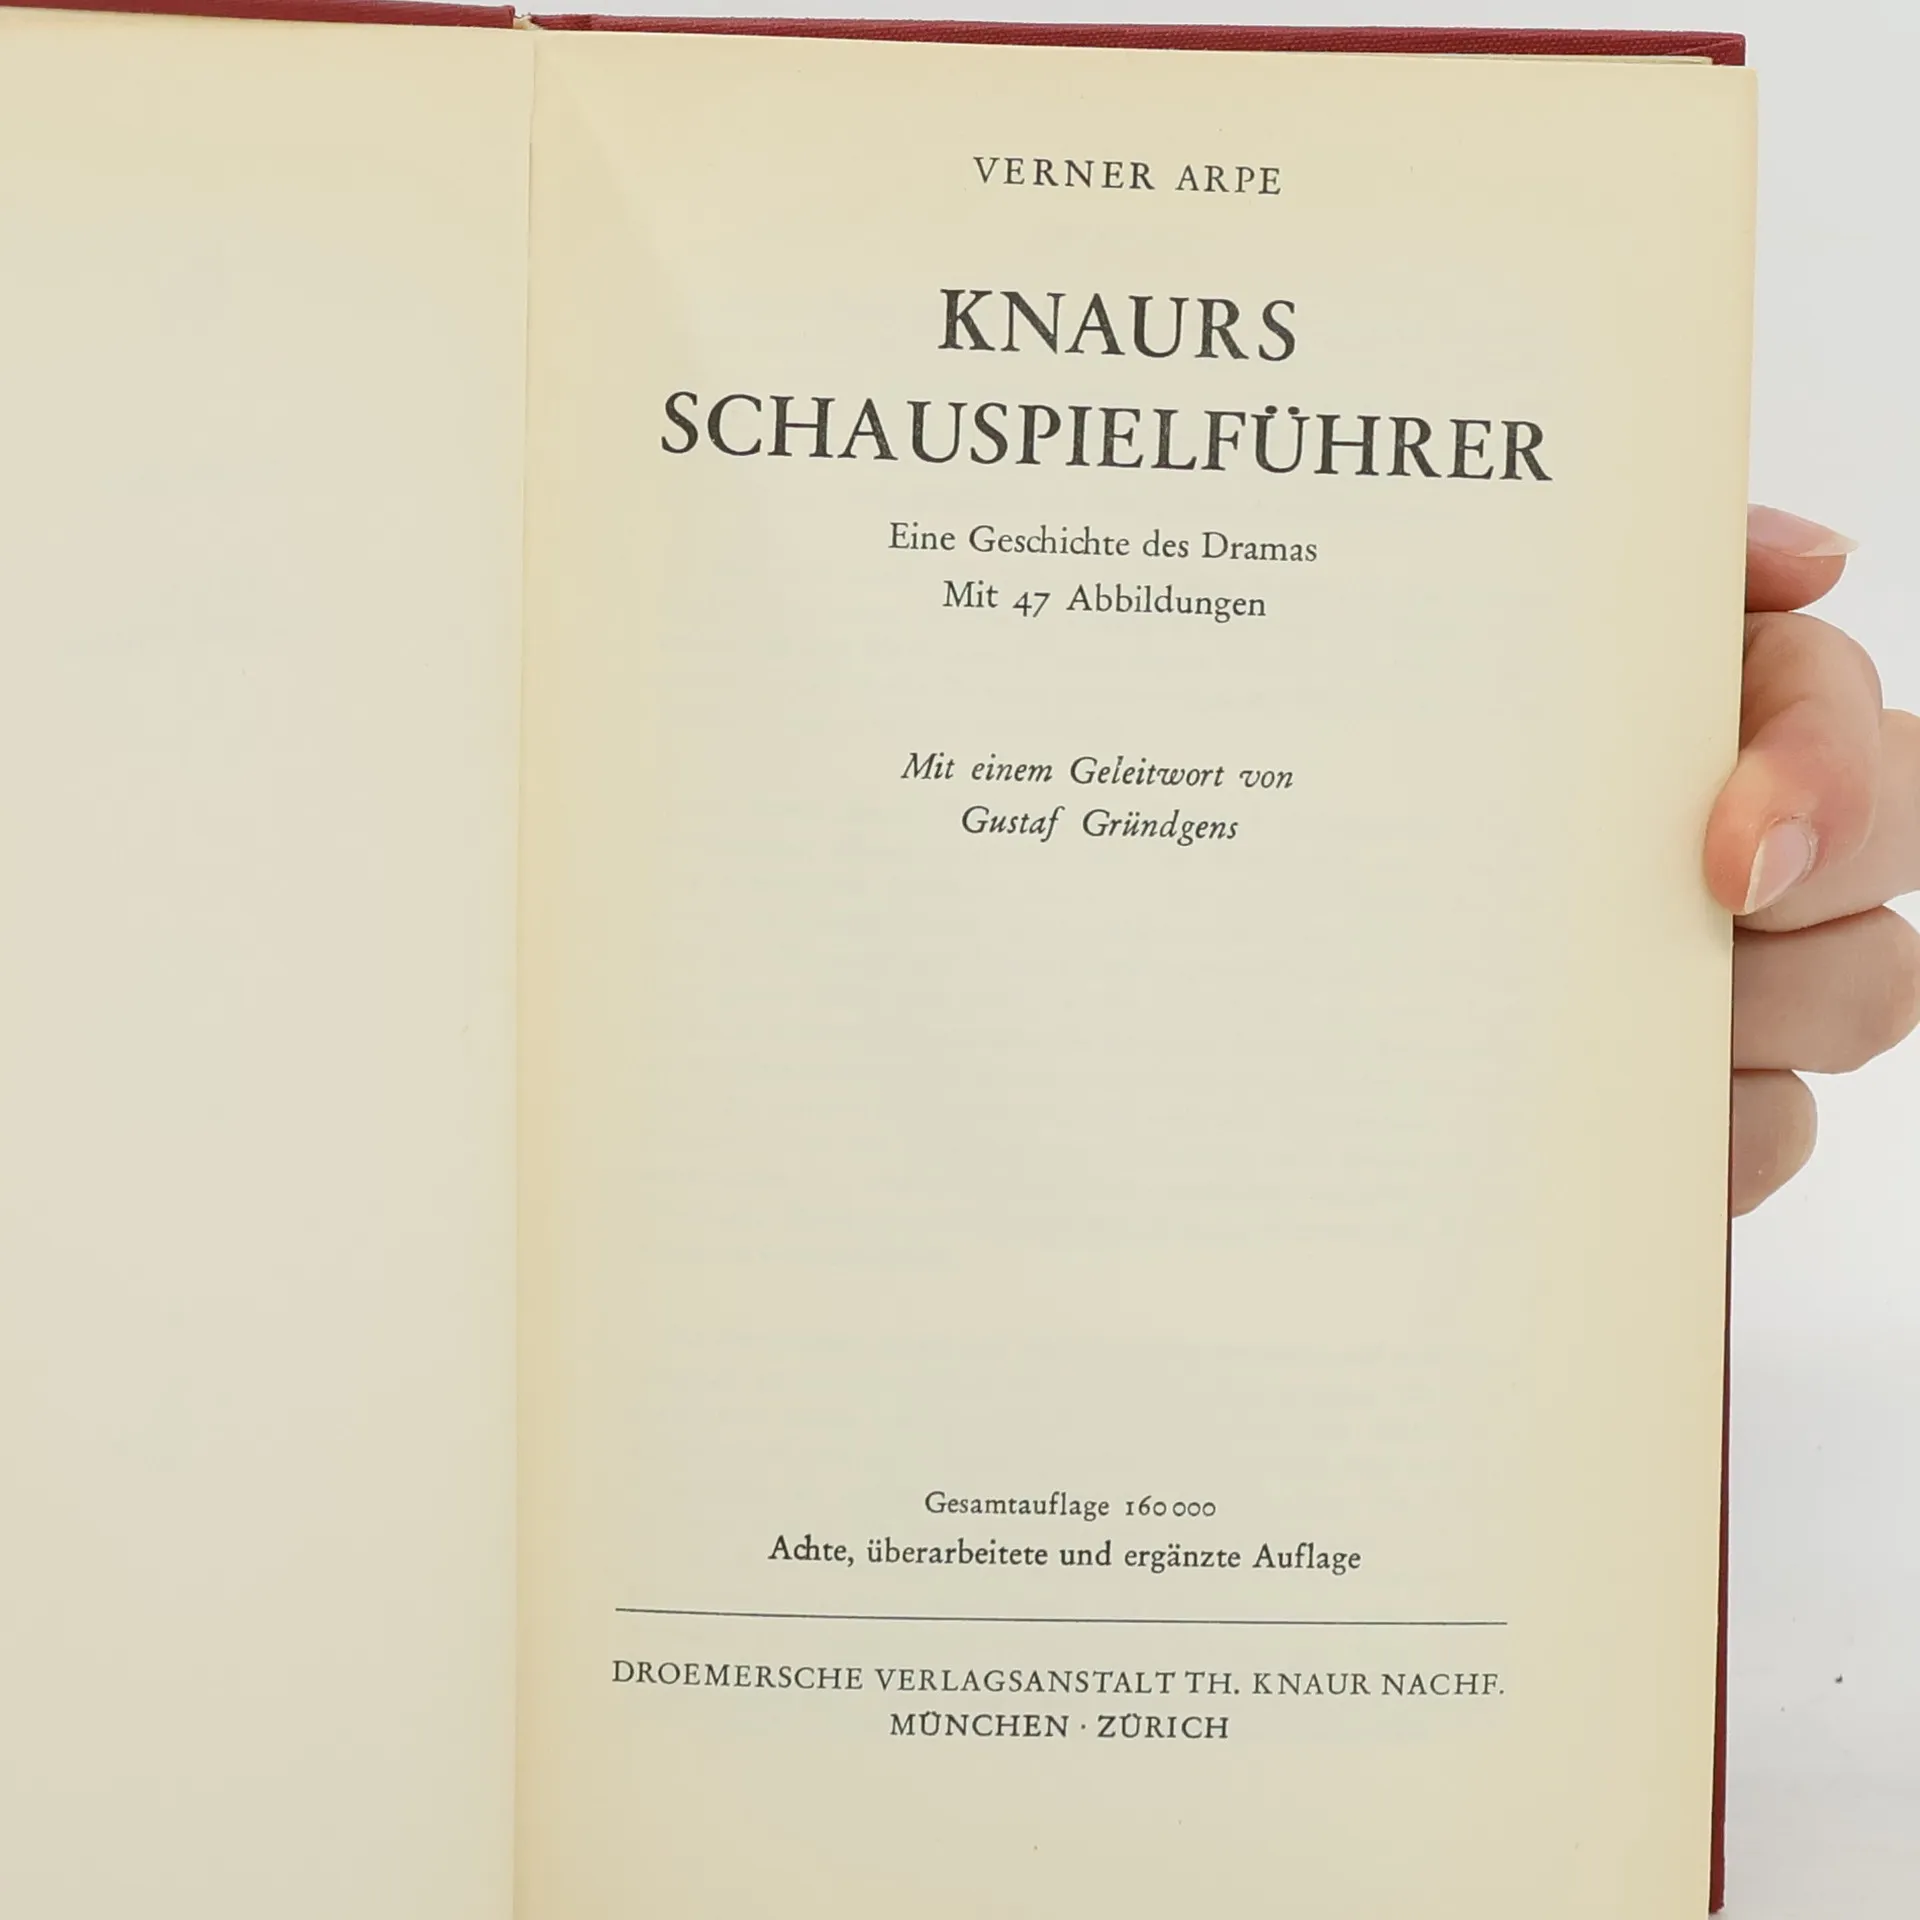 VERNER ARPE
KNAURS
SCHAUSPIELFÜHRER
Eine Geschichte des Dramas
Mit 47 Abbildungen
Mit einem Geleitwort von
Gustaf Gründgens
Gesamtauflage 160 000
Achte, überarbeitete und ergänzte Auflage
DROEMERSCHE VERLAGSANSTALT TH. KNAUR NACHF.
MÜNCHEN · ZÜRICH